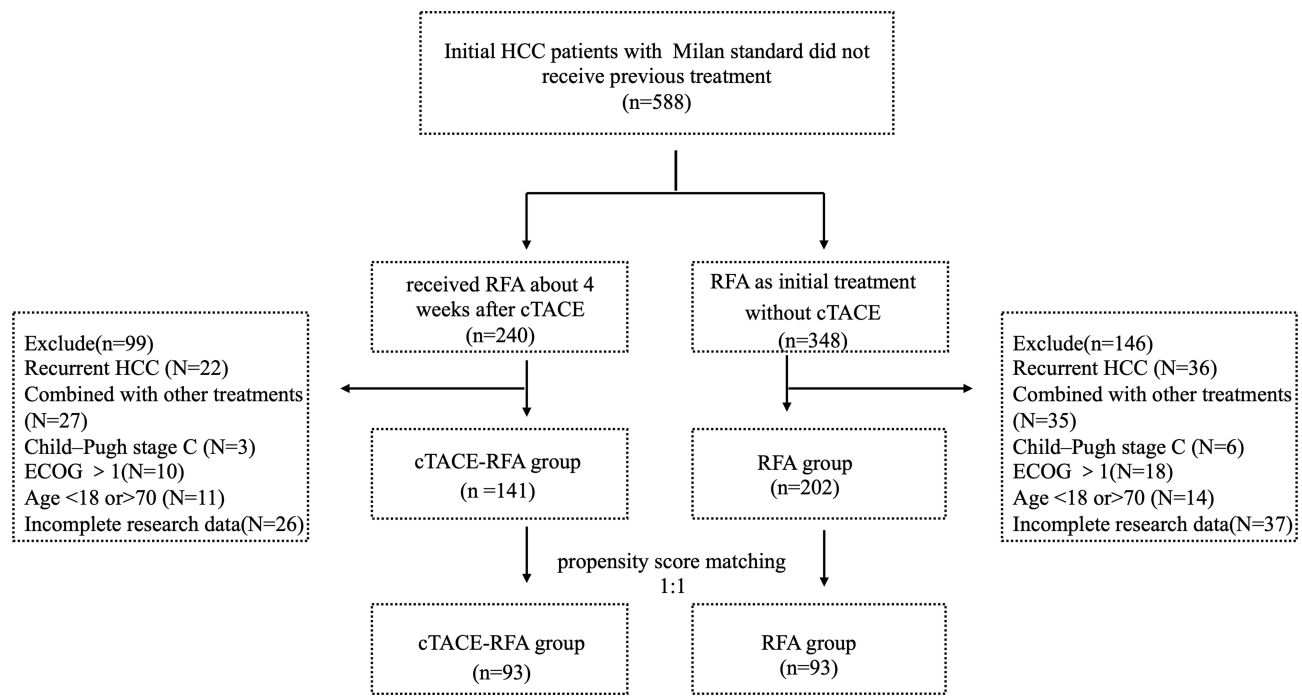 Initial HCC patients with Milan standard did not
receive previous treatment
(n=588)
received RFA about 4
weeks after cTACE
(n=240)
RFA as initial treatment
without cTACE
(n=348)
Exclude(n=99)
Recurrent HCC (N=22)
Combined with other treatments
(N=27)
Child–Pugh stage C (N=3)
ECOG > 1(N=10)
Age <18 or>70 (N=11)
Incomplete research data(N=26)
Exclude(n=146)
Recurrent HCC (N=36)
Combined with other treatments
(N=35)
Child–Pugh stage C (N=6)
ECOG > 1(N=18)
Age <18 or>70 (N=14)
Incomplete research data(N=37)
cTACE-RFA group
(n =141)
RFA group
(n=202)
propensity score matching
1:1
cTACE-RFA group
(n=93)
RFA group
(n=93)